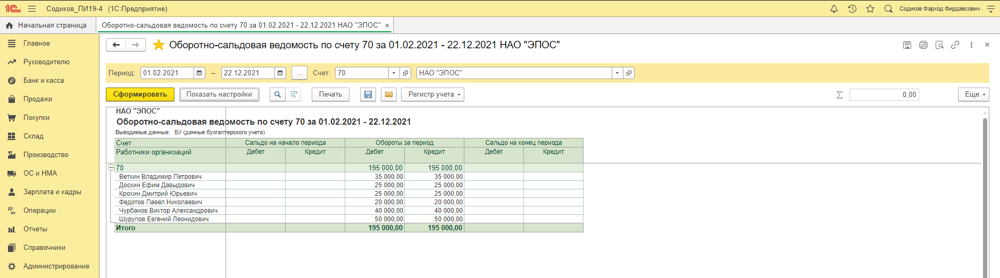 1С Содиков_ПИ19-4 (1С:Предприятие) Содиков Фарход Фирдавсович
Начальная страница Оборотно-сальдовая ведомость по счету 70 за 01.02.2021 - 22.12.2021 НАО "ЭПОС" ×
Главное
Руководителю
Банк и касса
Продажи
Покупки
Склад
Производство
ОС и НМА
Зарплата и кадры
Дт Кт Операции
Отчеты
Справочники
Администрирование
Оборотно-сальдовая ведомость по счету 70 за 01.02.2021 - 22.12.2021 НАО "ЭПОС"
Период: 01.02.2021 – 22.12.2021 ... Счет: 70 НАО "ЭПОС"
Сформировать Показать настройки Печать Регистр учета Σ 0,00 Еще
НАО "ЭПОС"
Оборотно-сальдовая ведомость по счету 70 за 01.02.2021 - 22.12.2021
Выводимые данные: БУ (данные бухгалтерского учета)
Счет Сальдо на начало периода Обороты за период Сальдо на конец периода
Работники организаций Дебет Кредит Дебет Кредит Дебет Кредит
70 195 000,00 195 000,00
Веткин Владимир Петрович 35 000,00 35 000,00
Доскин Ефим Давыдович 25 000,00 25 000,00
Крохин Дмитрий Юрьевич 25 000,00 25 000,00
Федотов Павел Николаевич 20 000,00 20 000,00
Чурбанов Виктор Александрович 40 000,00 40 000,00
Шурупов Евгений Леонидович 50 000,00 50 000,00
Итого 195 000,00 195 000,00